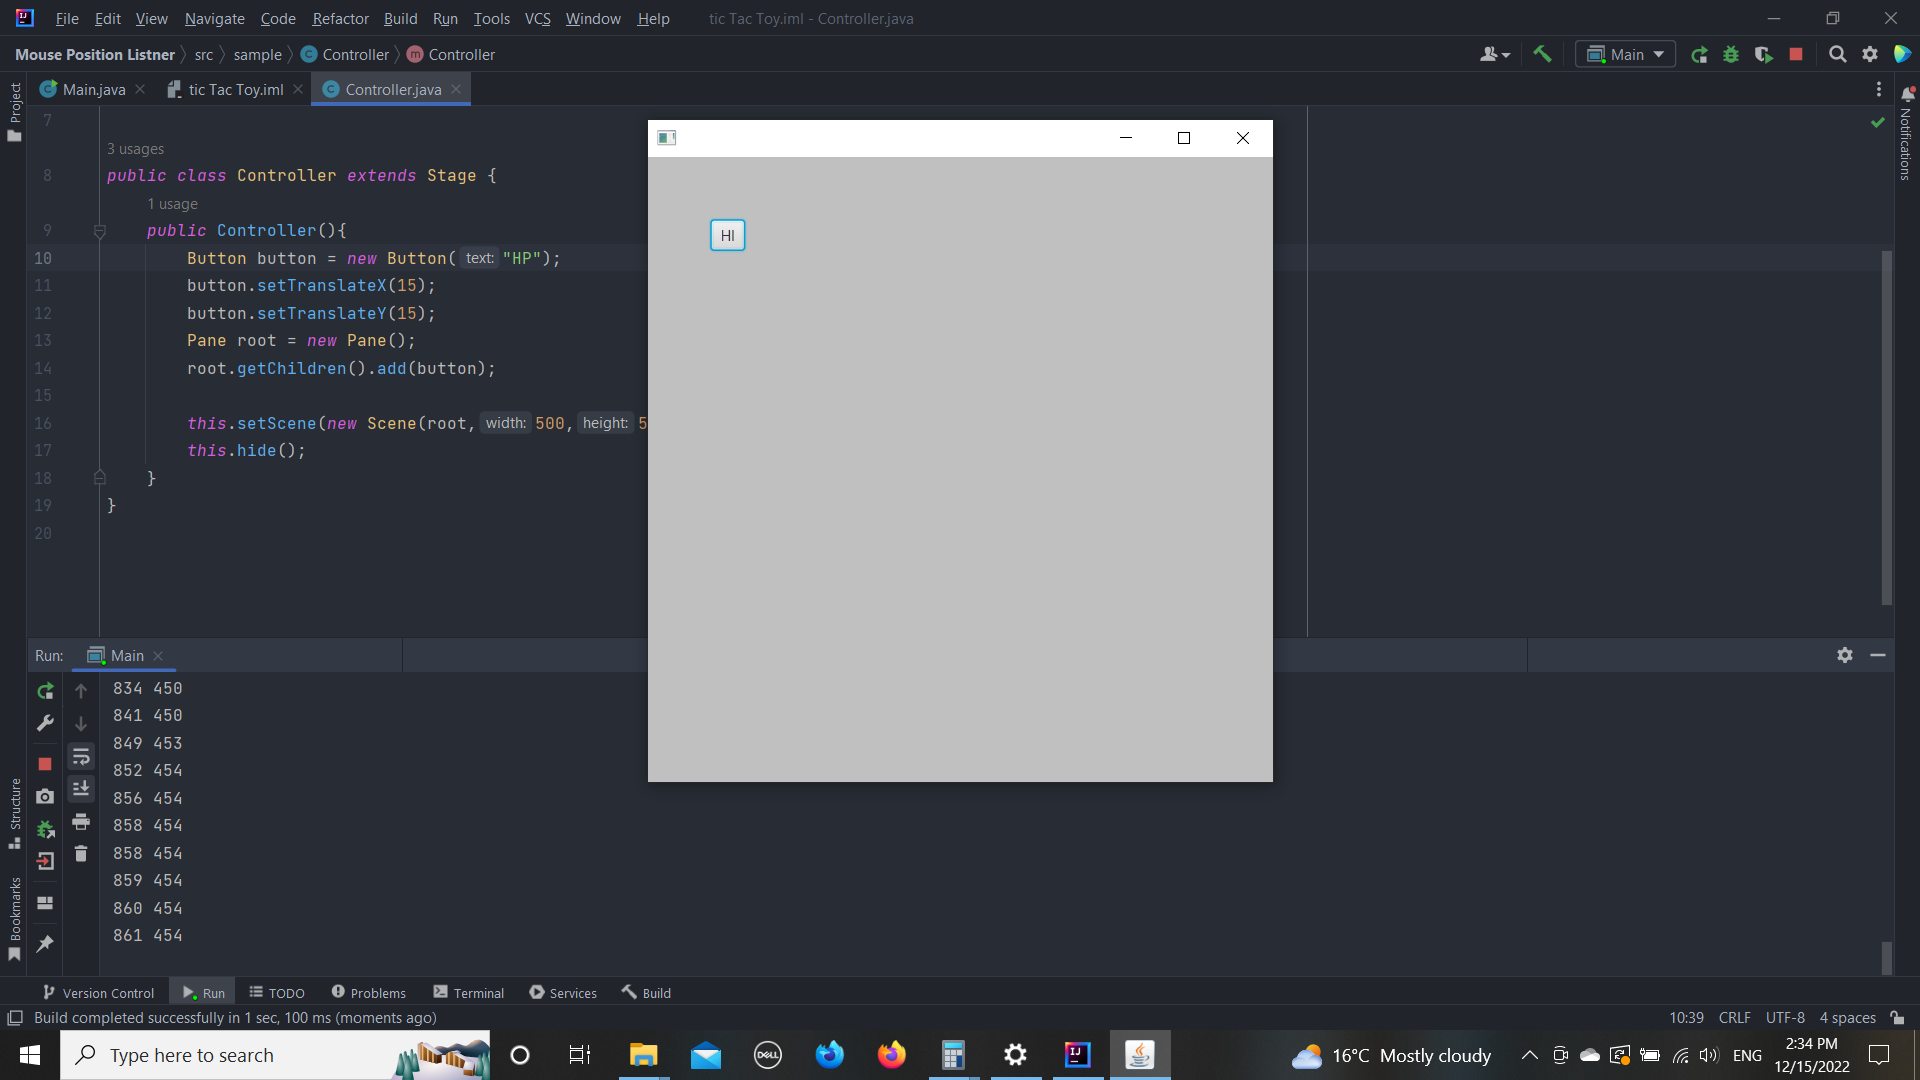 File Edit View Navigate Code Refactor Build Run Tools VCS Window Help tic Tac Toy.iml - Controller.java
Mouse Position Listner src sample Controller Controller
Main
Main.java tic Tac Toy.iml Controller.java
Project
Notifications
7
3 usages
8 public class Controller extends Stage {
1 usage
9 public Controller(){
10 Button button = new Button( text: "HP");
11 button.setTranslateX(15);
12 button.setTranslateY(15);
13 Pane root = new Pane();
14 root.getChildren().add(button);
15
16 this.setScene(new Scene(root, width: 500, height: 5
17 this.hide();
18 }
19 }
20
HI
Run: Main
834 450
841 450
849 453
852 454
856 454
858 454
858 454
859 454
860 454
861 454
Structure
Bookmarks
Version Control Run TODO Problems Terminal Services Build
Build completed successfully in 1 sec, 100 ms (moments ago)
10:39 CRLF UTF-8 4 spaces
Type here to search
DELL
IJ
16°C Mostly cloudy
ENG
2:34 PM
12/15/2022